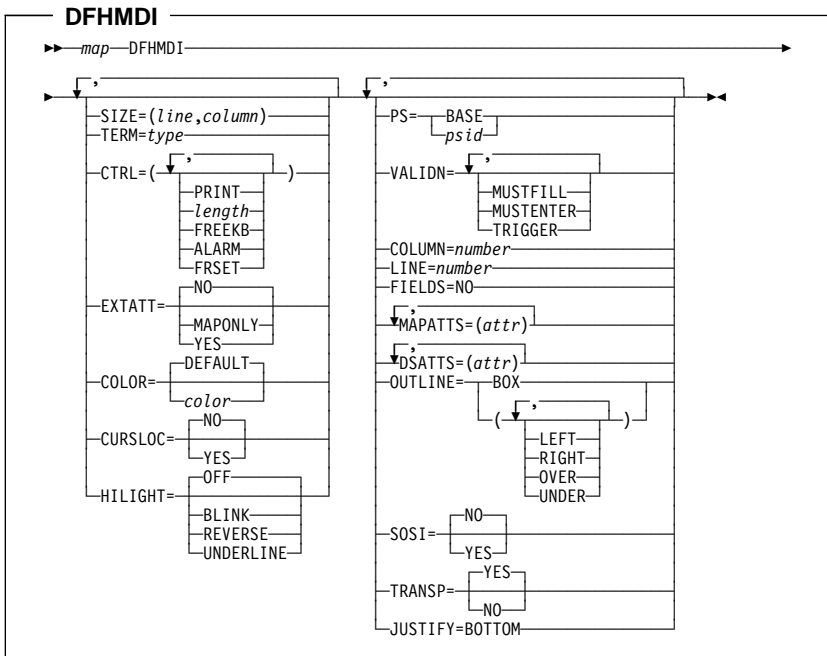 DFHMDI
map DFHMDI
,
SIZE=(line,column)
TERM=type
CTRL=( , )
PRINT
length
FREEKB
ALARM
FRSET
EXTATT= NO
MAPONLY
YES
COLOR= DEFAULT
color
CURSLOC= NO
YES
HILIGHT= OFF
BLINK
REVERSE
UNDERLINE
,
PS= BASE
psid
VALIDN= ,
MUSTFILL
MUSTENTER
TRIGGER
COLUMN=number
LINE=number
FIELDS=NO
,
MAPATTS=(attr)
,
DSATTS=(attr)
OUTLINE= BOX
( , )
LEFT
RIGHT
OVER
UNDER
SOSI= NO
YES
TRANSP= YES
NO
JUSTIFY=BOTTOM